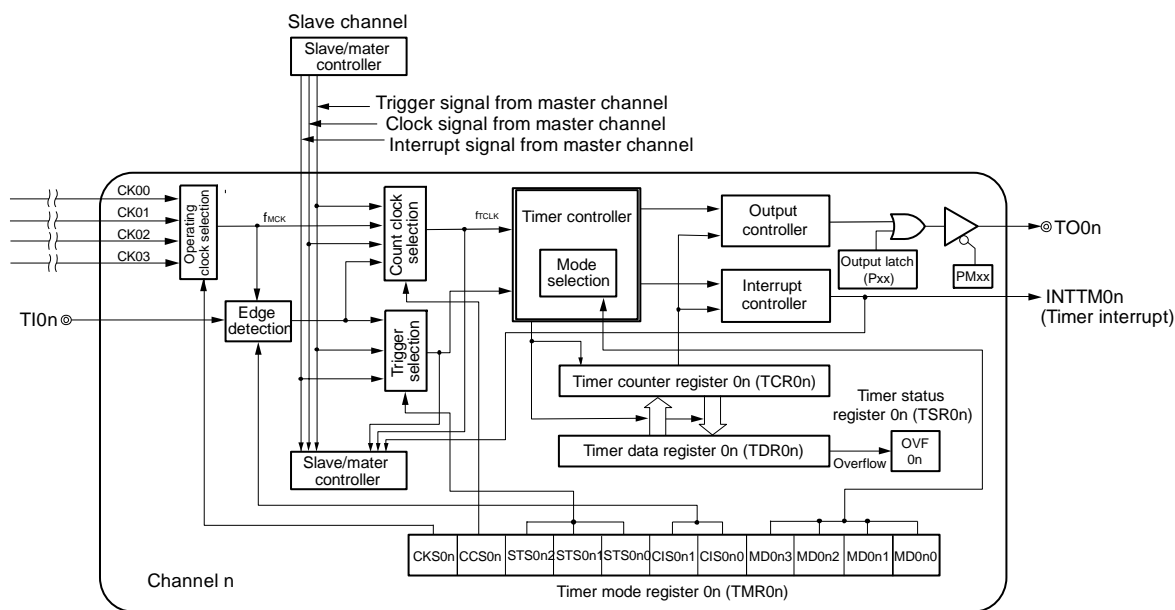 Slave channel
Slave/mater
controller
Trigger signal from master channel
Clock signal from master channel
Interrupt signal from master channel
CK00
CK01
CK02
CK03
Operating
clock selection
fMCK
Count clock
selection
fTCLK
Timer controller
Mode
selection
Output
controller
Output latch
(Pxx)
PMxx
TO0n
Interrupt
controller
INTTM0n
(Timer interrupt)
TI0n
Edge
detection
Trigger
selection
Timer counter register 0n (TCR0n)
Timer status
register 0n (TSR0n)
Slave/mater
controller
Timer data register 0n (TDR0n)
Overflow
OVF
0n
CKS0n CCS0n STS0n2 STS0n1 STS0n0 CIS0n1 CIS0n0 MD0n3 MD0n2 MD0n1 MD0n0
Channel n
Timer mode register 0n (TMR0n)